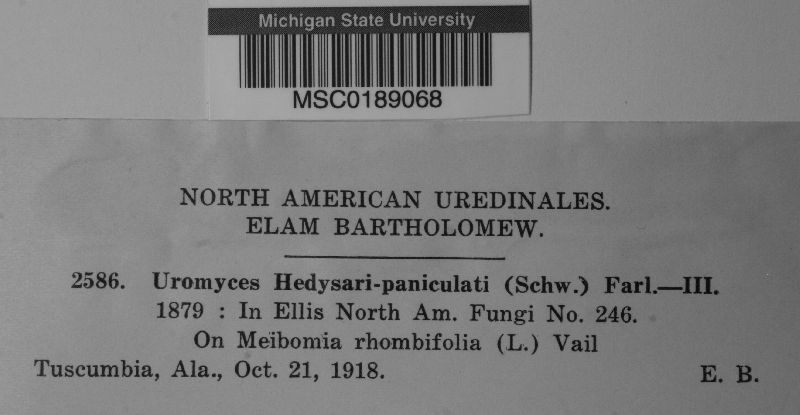 Michigan State University
MSC0189068
NORTH AMERICAN UREDINALES.
ELAM BARTHOLOMEW.
2586. Uromyces Hedysari-paniculati (Schw.) Farl.—III.
1879 : In Ellis North Am. Fungi No. 246.
On Meibomia rhombifolia (L.) Vail
Tuscumbia, Ala., Oct. 21, 1918. E. B.